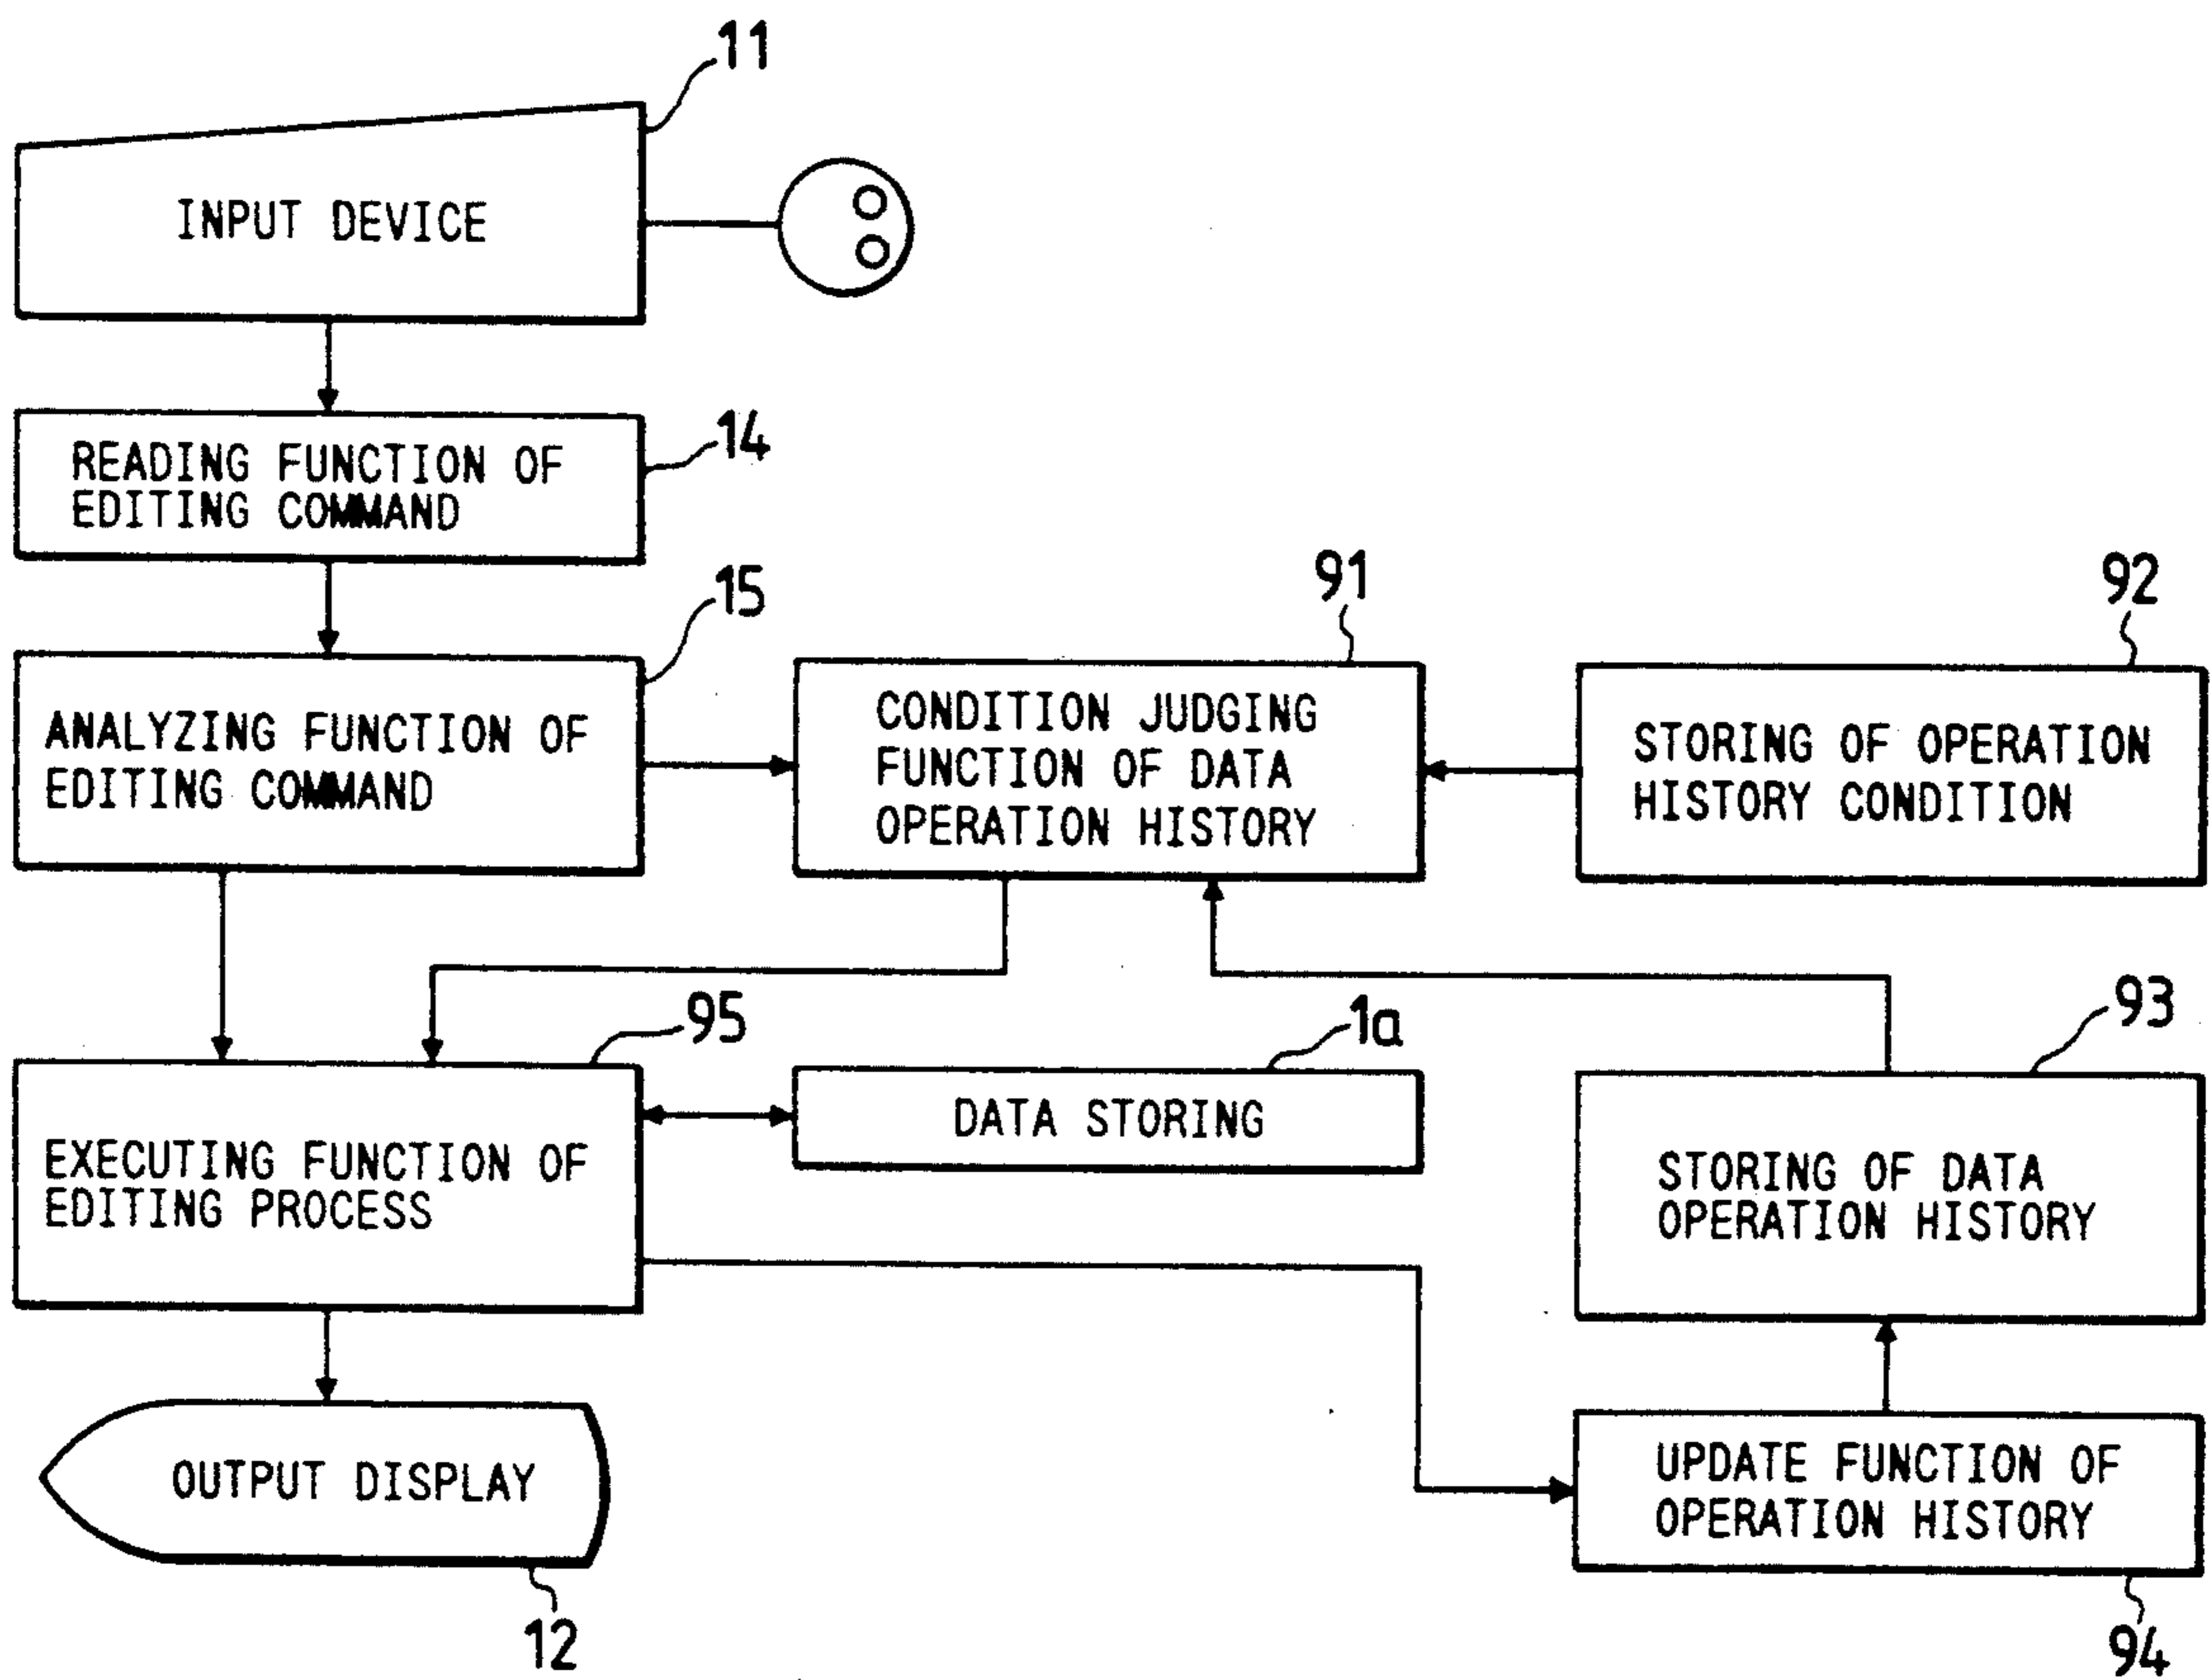 11
INPUT DEVICE
14
READING FUNCTION OF
EDITING COMMAND
15
ANALYZING FUNCTION OF
EDITING COMMAND
91
CONDITION JUDGING
FUNCTION OF DATA
OPERATION HISTORY
92
STORING OF OPERATION
HISTORY CONDITION
95
EXECUTING FUNCTION OF
EDITING PROCESS
1a
DATA STORING
93
STORING OF DATA
OPERATION HISTORY
OUTPUT DISPLAY
12
UPDATE FUNCTION OF
OPERATION HISTORY
94